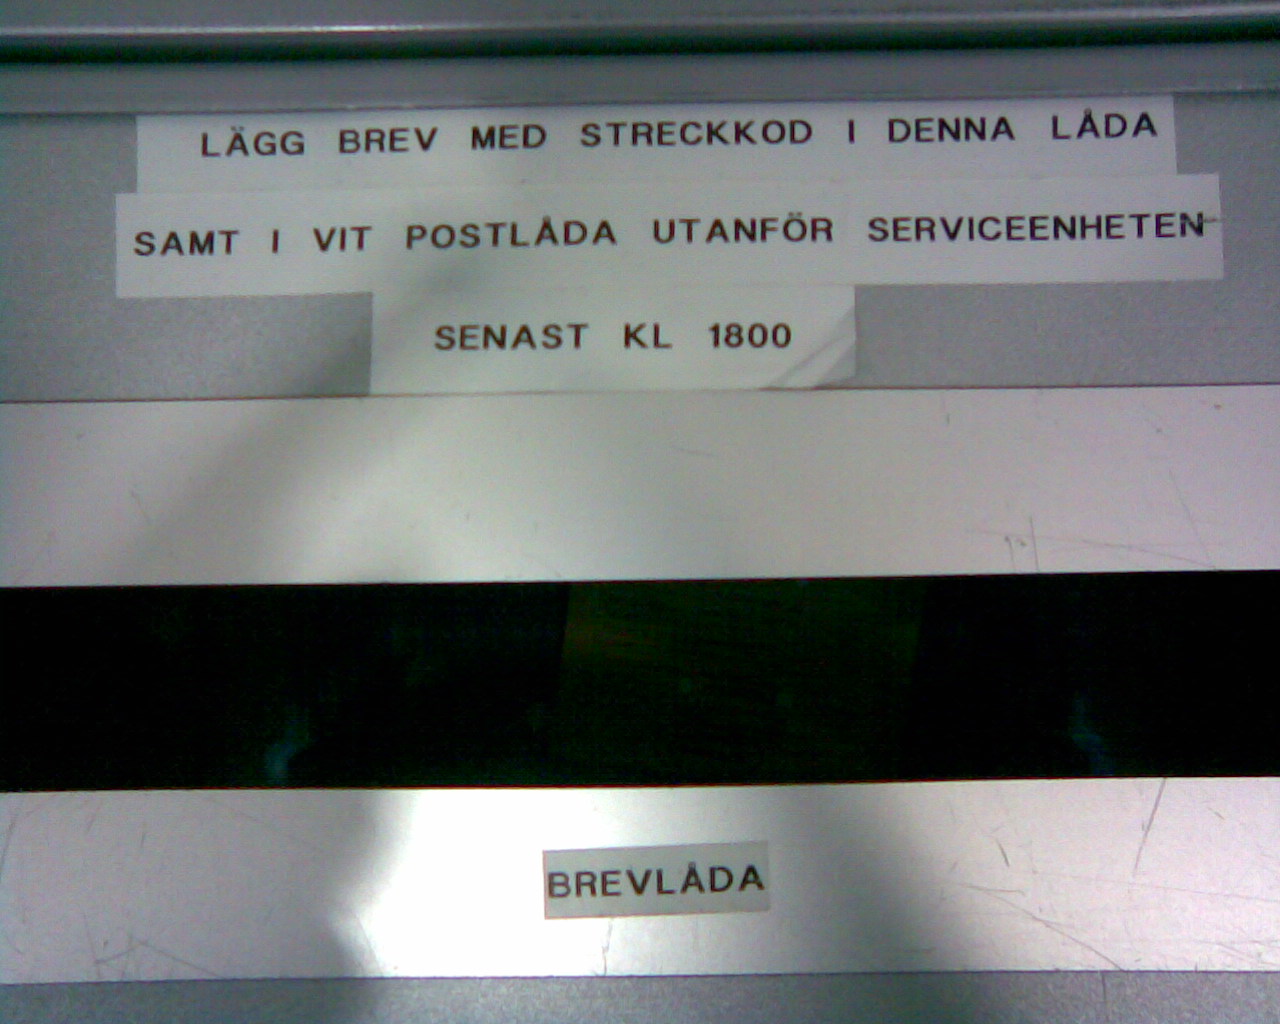 LÄGG BREV MED STRECKKOD I DENNA LÅDA
SAMT I VIT POSTLÅDA UTANFÖR SERVICEENHETEN
SENAST KL 1800
BREVLÅDA